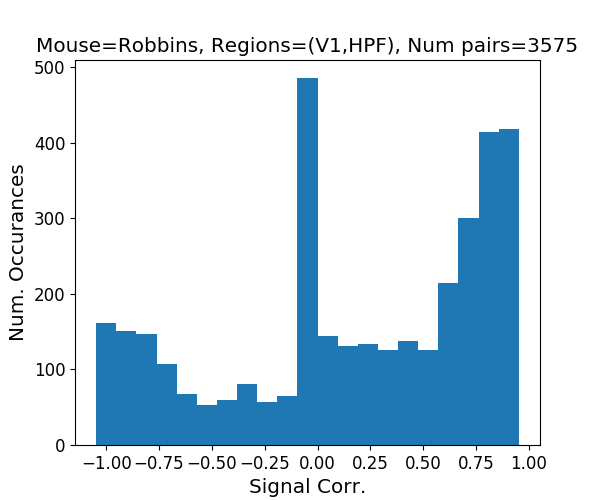 Mouse=Robbins, Regions=(V1,HPF), Num pairs=3575
500
400
300
200
100
0
Num. Occurances
−1.00 −0.75 −0.50 −0.25 0.00 0.25 0.50 0.75 1.00
Signal Corr.